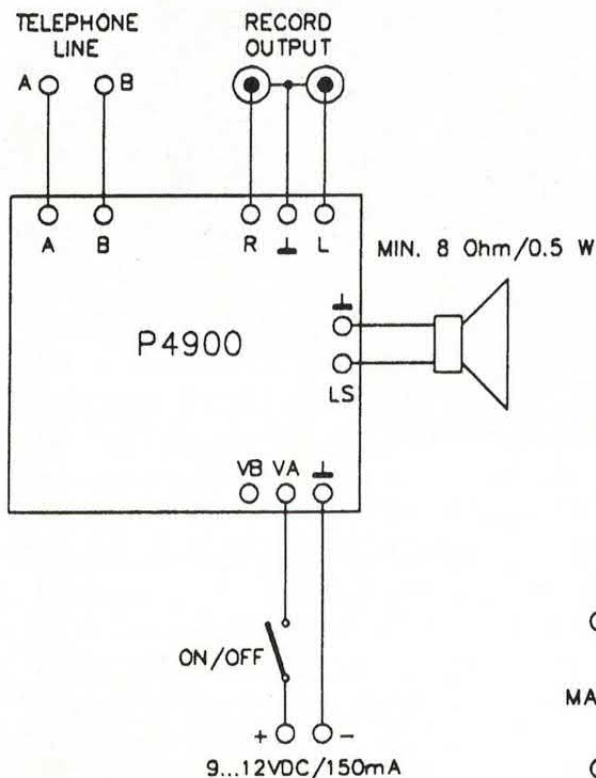 TELEPHONE
LINE
RECORD
OUTPUT
A
B
A
B
R
L
MIN. 8 Ohm/0.5 W
P4900
LS
VB
VA
ON/OFF
+
-
9...12VDC/150mA
MA